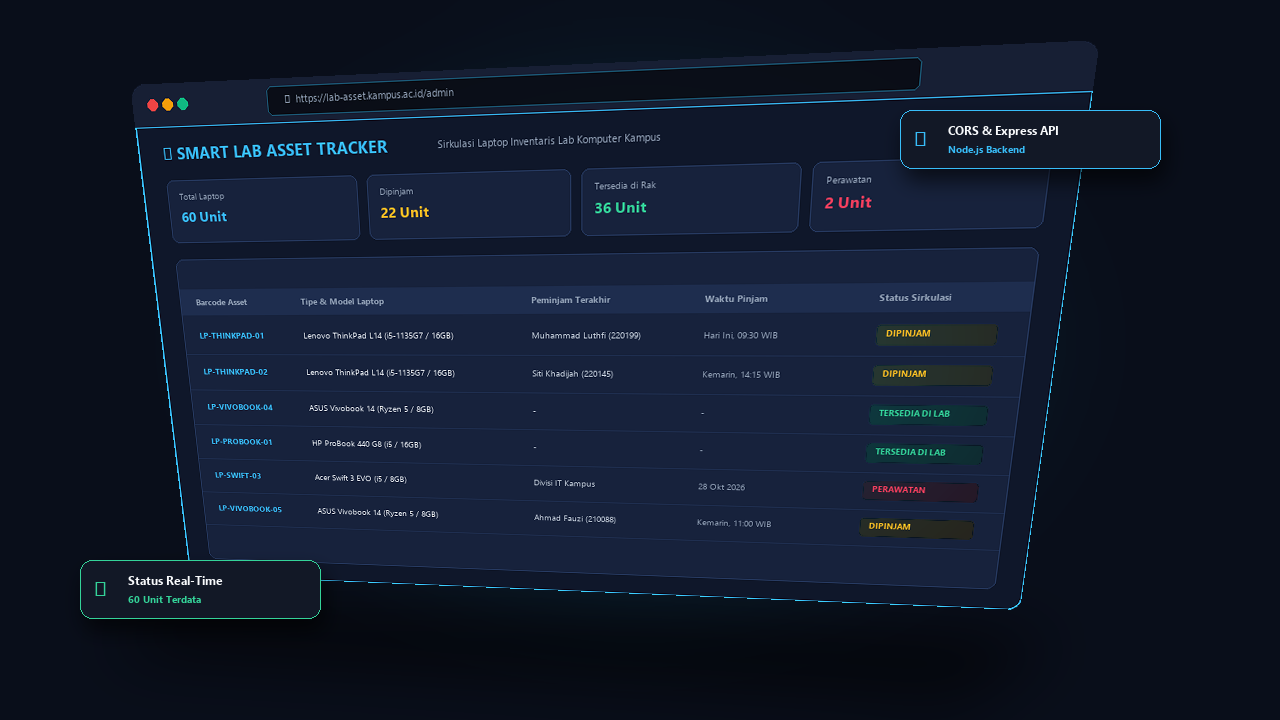 https://lab-asset.kampus.ac.id/admin
SMART LAB ASSET TRACKER
Sirkulasi Laptop Inventaris Lab Komputer Kampus
CORS & Express API
Node.js Backend
Total Laptop
60 Unit
Dipinjam
22 Unit
Tersedia di Rak
36 Unit
Perawatan
2 Unit
Barcode Asset Tipe & Model Laptop Peminjam Terakhir Waktu Pinjam Status Sirkulasi
LP-THINKPAD-01 Lenovo ThinkPad L14 (i5-1135G7 / 16GB) Muhammad Luthfi (220199) Hari Ini, 09:30 WIB DIPINJAM
LP-THINKPAD-02 Lenovo ThinkPad L14 (i5-1135G7 / 16GB) Siti Khadijah (220145) Kemarin, 14:15 WIB DIPINJAM
LP-VIVOBOOK-04 ASUS Vivobook 14 (Ryzen 5 / 8GB) - - TERSEDIA DI LAB
LP-PROBOOK-01 HP ProBook 440 G8 (i5 / 16GB) - - TERSEDIA DI LAB
LP-SWIFT-03 Acer Swift 3 EVO (i5 / 8GB) Divisi IT Kampus 28 Okt 2026 PERAWATAN
LP-VIVOBOOK-05 ASUS Vivobook 14 (Ryzen 5 / 8GB) Ahmad Fauzi (210088) Kemarin, 11:00 WIB DIPINJAM
Status Real-Time
60 Unit Terdata